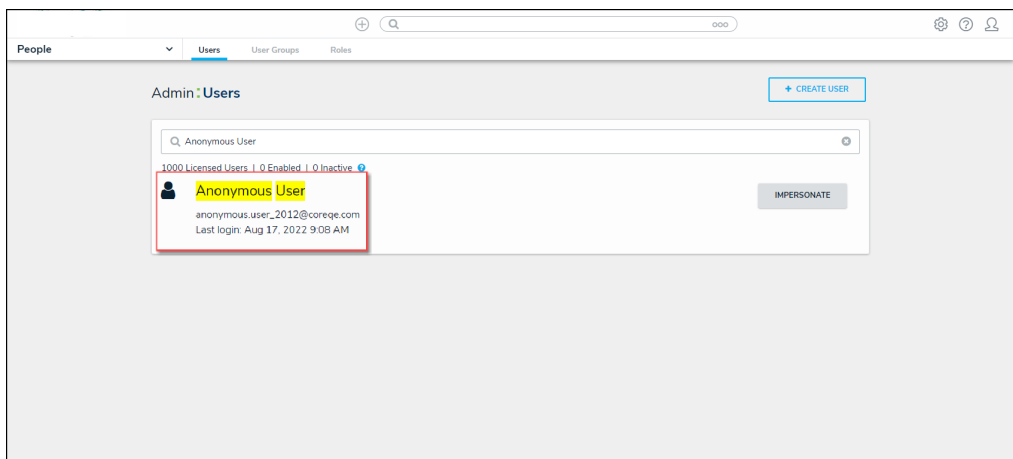 ooo
People
Users
User Groups
Roles
Admin:Users
+ CREATE USER
Anonymous User
1000 Licensed Users | 0 Enabled | 0 Inactive ?
Anonymous User
IMPERSONATE
anonymous.user_2012@coreqe.com
Last login: Aug 17, 2022 9:08 AM